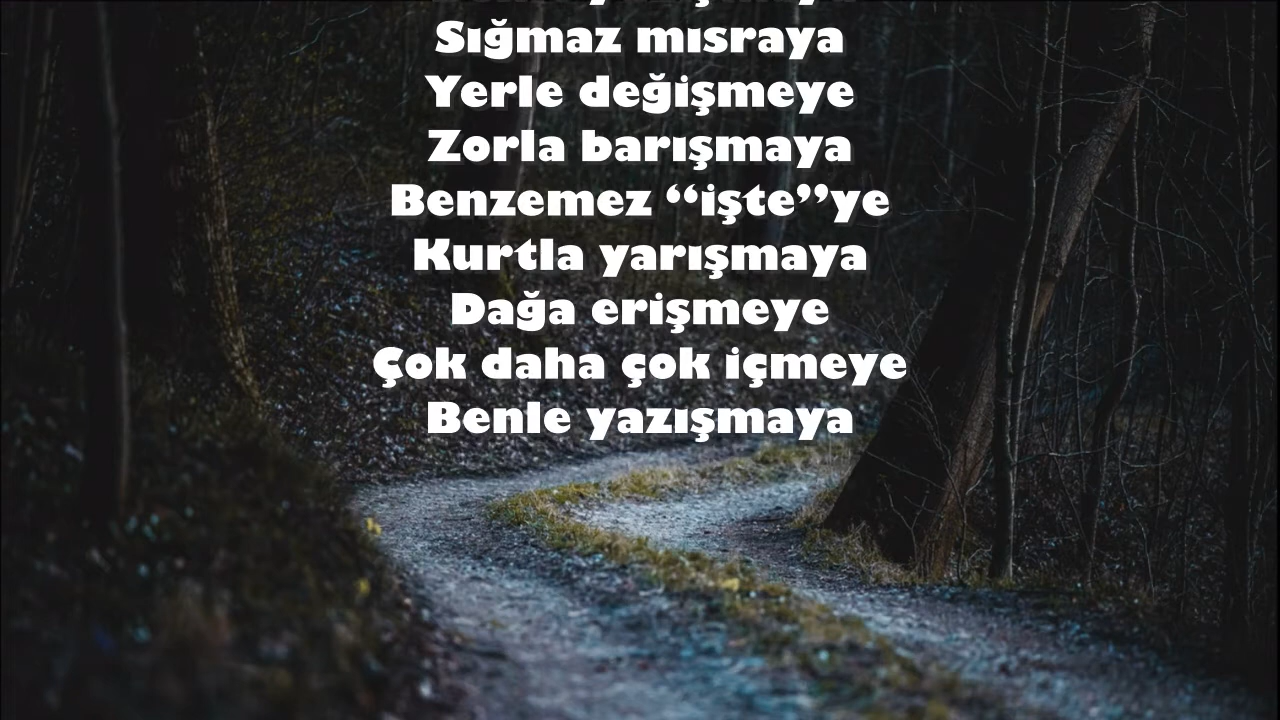 Sığmaz mısraya
Yerle değişmeye
Zorla barışmaya
Benzemez “işte”ye
Kurtla yarışmaya
Dağa erişmeye
Çok daha çok içmeye
Benle yazışmaya